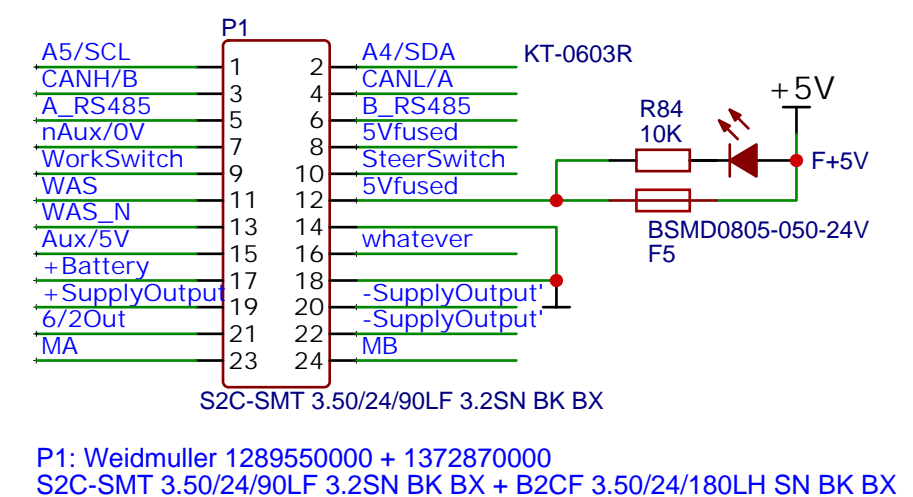 P1
A5/SCL 1 2 A4/SDA KT-0603R
CANH/B 3 4 CANL/A
A_RS485 5 6 B_RS485
nAux/0V 7 8 5Vfused
WorkSwitch 9 10 SteerSwitch
WAS 11 12 5Vfused
WAS_N 13 14
Aux/5V 15 16 whatever
+Battery 17 18
+SupplyOutput 19 20 -SupplyOutput'
6/2Out 21 22 -SupplyOutput'
MA 23 24 MB
+5V
R84
10K
F+5V
BSMD0805-050-24V
F5
S2C-SMT 3.50/24/90LF 3.2SN BK BX
P1: Weidmuller 1289550000 + 1372870000
S2C-SMT 3.50/24/90LF 3.2SN BK BX + B2CF 3.50/24/180LH SN BK BX